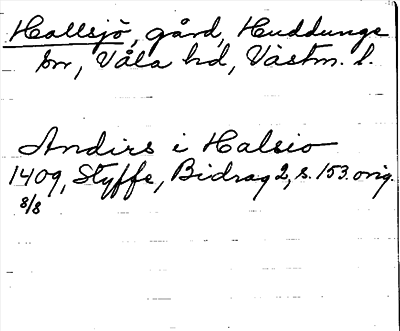 Hallsjö, gård, Huddunge
sn, Våla hd, Västm. l.
Andirs i Halsio
1409, Styffe, Bidrag 2, s. 153. orig.
8/8